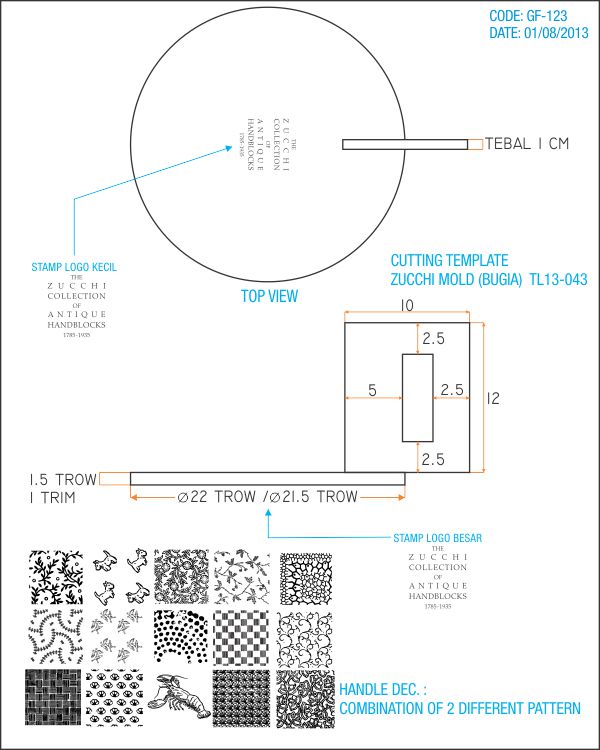 CODE: GF-123
DATE: 01/08/2013
THE
ZUCCHI
COLLECTION
OF
ANTIQUE
HANDBLOCKS
1785-1935
TEBAL 1 CM
STAMP LOGO KECIL
THE
ZUCCHI
COLLECTION
OF
ANTIQUE
HANDBLOCKS
1785-1935
TOP VIEW
CUTTING TEMPLATE
ZUCCHI MOLD (BUGIA) TL13-043
10
2.5
5
2.5
12
2.5
1.5 TROW
1 TRIM
⌀22 TROW /⌀21.5 TROW
STAMP LOGO BESAR
THE
ZUCCHI
COLLECTION
OF
ANTIQUE
HANDBLOCKS
1785-1935
HANDLE DEC. :
COMBINATION OF 2 DIFFERENT PATTERN